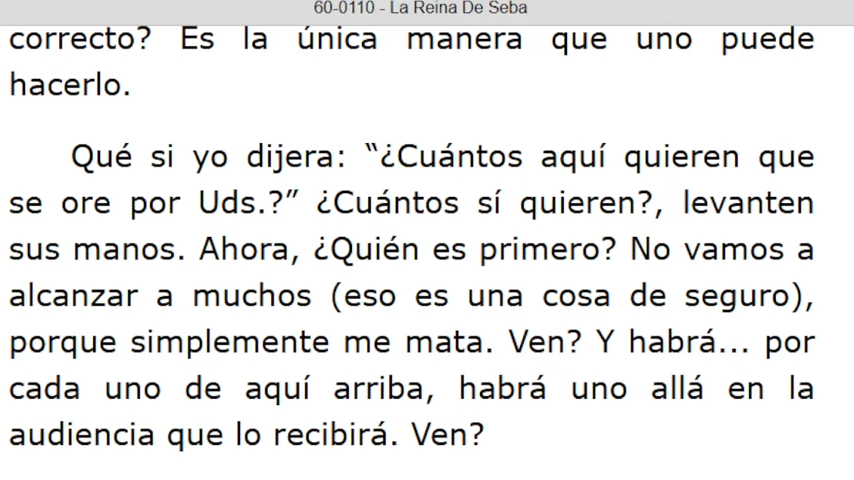 60-0110 - La Reina De Seba
correcto? Es la única manera que uno puede
hacerlo.
Qué si yo dijera: “¿Cuántos aquí quieren que
se ore por Uds.?” ¿Cuántos sí quieren?, levanten
sus manos. Ahora, ¿Quién es primero? No vamos a
alcanzar a muchos (eso es una cosa de seguro),
porque simplemente me mata. Ven? Y habrá... por
cada uno de aquí arriba, habrá uno allá en la
audiencia que lo recibirá. Ven?